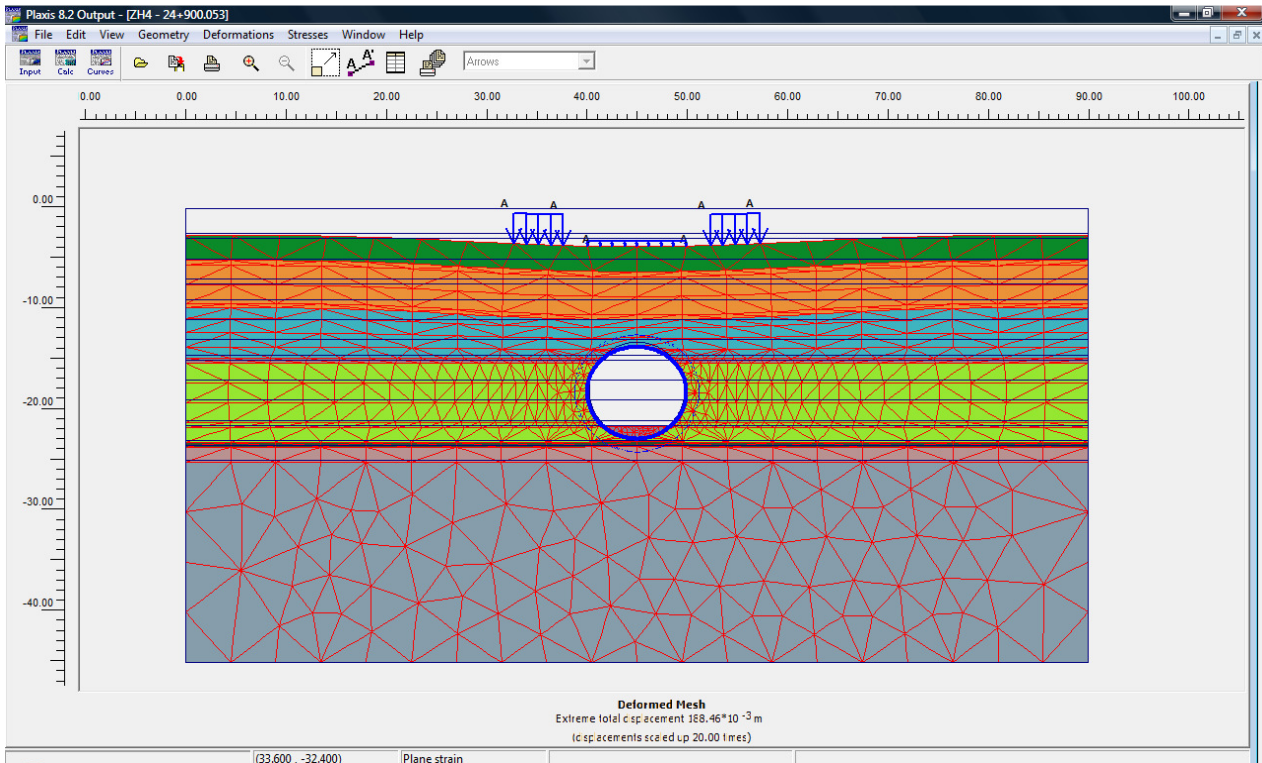 Plaxis 8.2 Output - [ZH4 - 24+900.053]
File Edit View Geometry Deformations Stresses Window Help
Input Calc Curves A A' Arrows
0.00 0.00 10.00 20.00 30.00 40.00 50.00 60.00 70.00 80.00 90.00 100.00
0.00
A A A A
A A
-10.00
-20.00
-30.00
-40.00
Deformed Mesh
Extreme total displacement 188.46*10 -3 m
(displacements scaled up 20.00 times)
(33.600 , -32.400) Plane strain